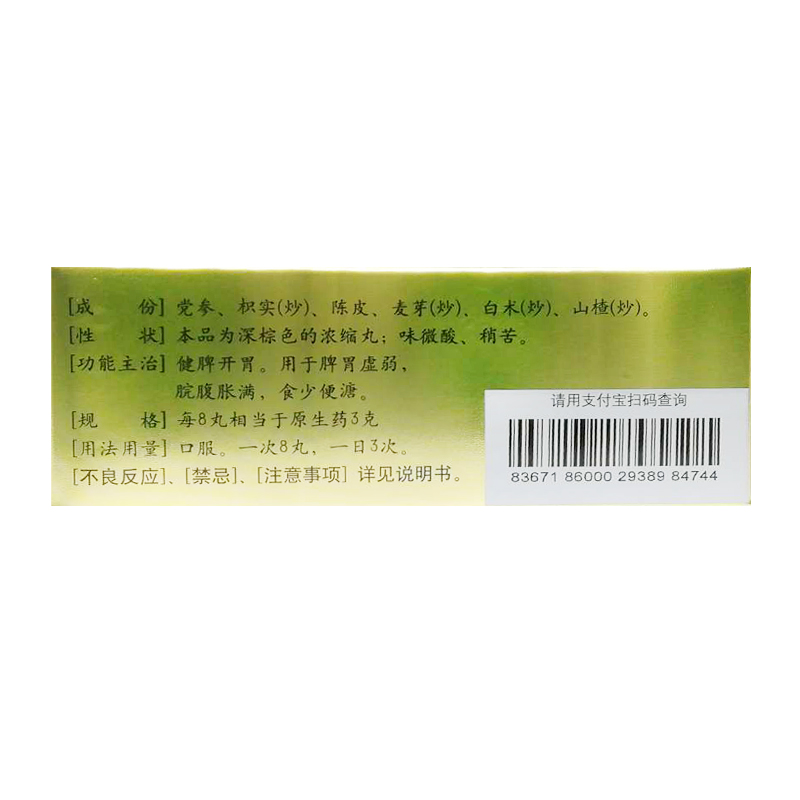 [成　份] 党参、枳实(炒)、陈皮、麦芽(炒)、白术(炒)、山楂(炒)。
[性　状] 本品为深棕色的浓缩丸；味微酸、稍苦。
[功能主治] 健脾开胃。用于脾胃虚弱，
脘腹胀满，食少便溏。
[规　格] 每8丸相当于原生药3克
[用法用量] 口服。一次8丸，一日3次。
[不良反应]、[禁忌]、[注意事项] 详见说明书。
请用支付宝扫码查询
83671 86000 29389 84744